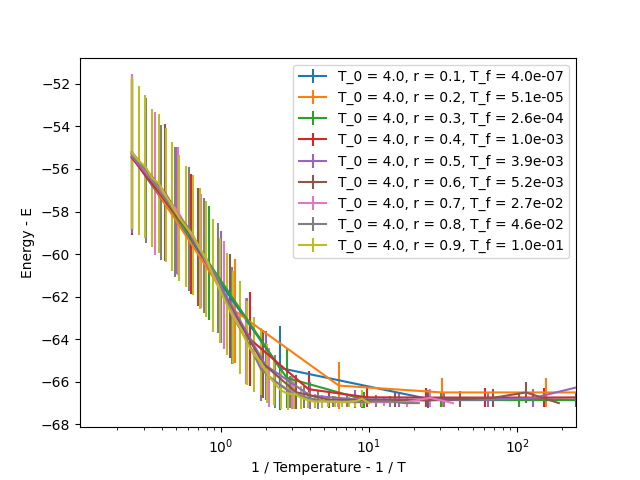 −52
−54
−56
−58
−60
−62
−64
−66
−68
Energy - E
T_0 = 4.0, r = 0.1, T_f = 4.0e-07
T_0 = 4.0, r = 0.2, T_f = 5.1e-05
T_0 = 4.0, r = 0.3, T_f = 2.6e-04
T_0 = 4.0, r = 0.4, T_f = 1.0e-03
T_0 = 4.0, r = 0.5, T_f = 3.9e-03
T_0 = 4.0, r = 0.6, T_f = 5.2e-03
T_0 = 4.0, r = 0.7, T_f = 2.7e-02
T_0 = 4.0, r = 0.8, T_f = 4.6e-02
T_0 = 4.0, r = 0.9, T_f = 1.0e-01
10⁰ 10¹ 10²
1 / Temperature - 1 / T